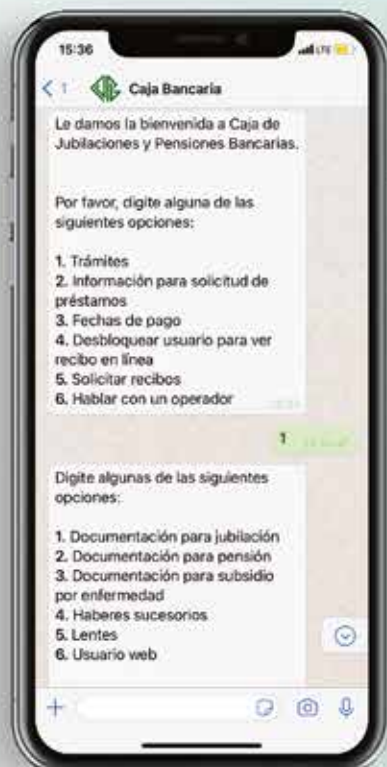 15:36
LTE
1
Caja Bancaria
Le damos la bienvenida a Caja de
Jubilaciones y Pensiones Bancarias.
Por favor, digite alguna de las
siguientes opciones:
1. Trámites
2. Información para solicitud de
préstamos
3. Fechas de pago
4. Desbloquear usuario para ver
recibo en línea
5. Solicitar recibos
6. Hablar con un operador
1
Digite algunas de las siguientes
opciones:
1. Documentación para jubilación
2. Documentación para pensión
3. Documentación para subsidio
por enfermedad
4. Haberes sucesorios
5. Lentes
6. Usuario web